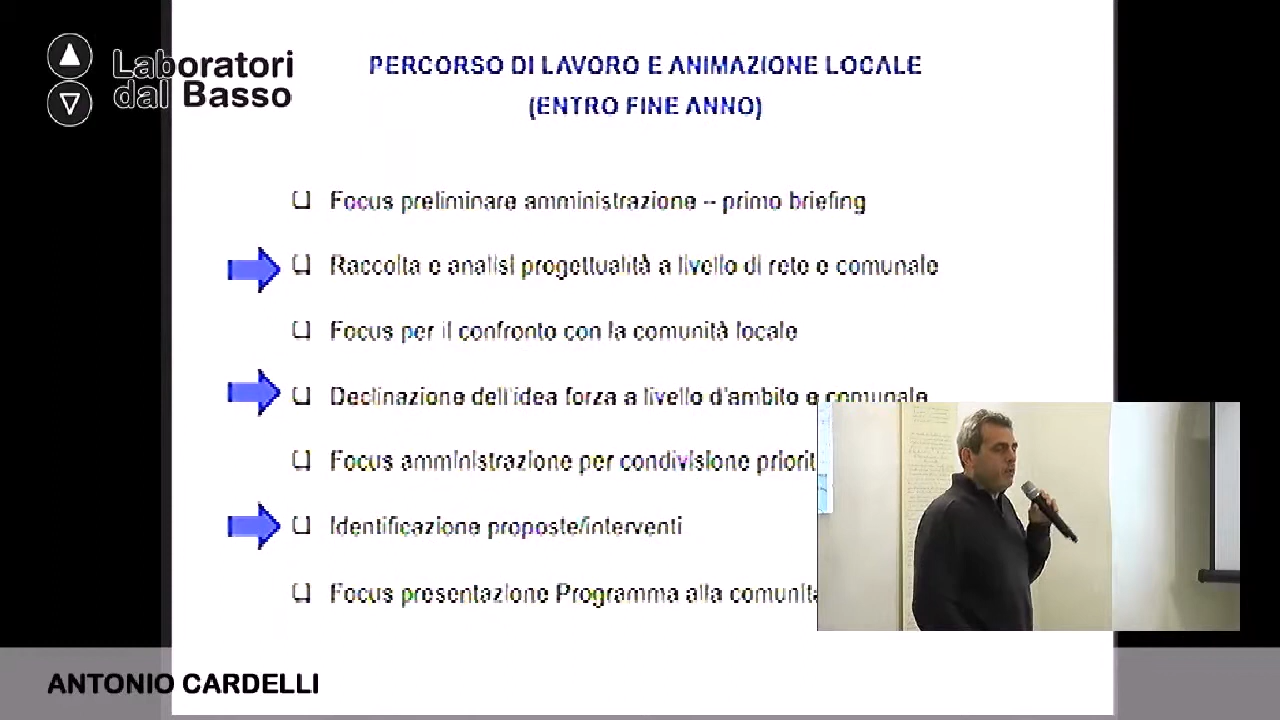 Laboratori
dal Basso
PERCORSO DI LAVORO E ANIMAZIONE LOCALE
(ENTRO FINE ANNO)
Focus preliminare amministrazione – primo briefing
Raccolta e analisi progettualità a livello di rete e comunale
Focus per il confronto con la comunità locale
Declinazione dell'idea forza a livello d'ambito e comunale
Focus amministrazione per condivisione priorit
Identificazione proposte/interventi
Focus presentazione Programma alla comunità
ANTONIO CARDELLI